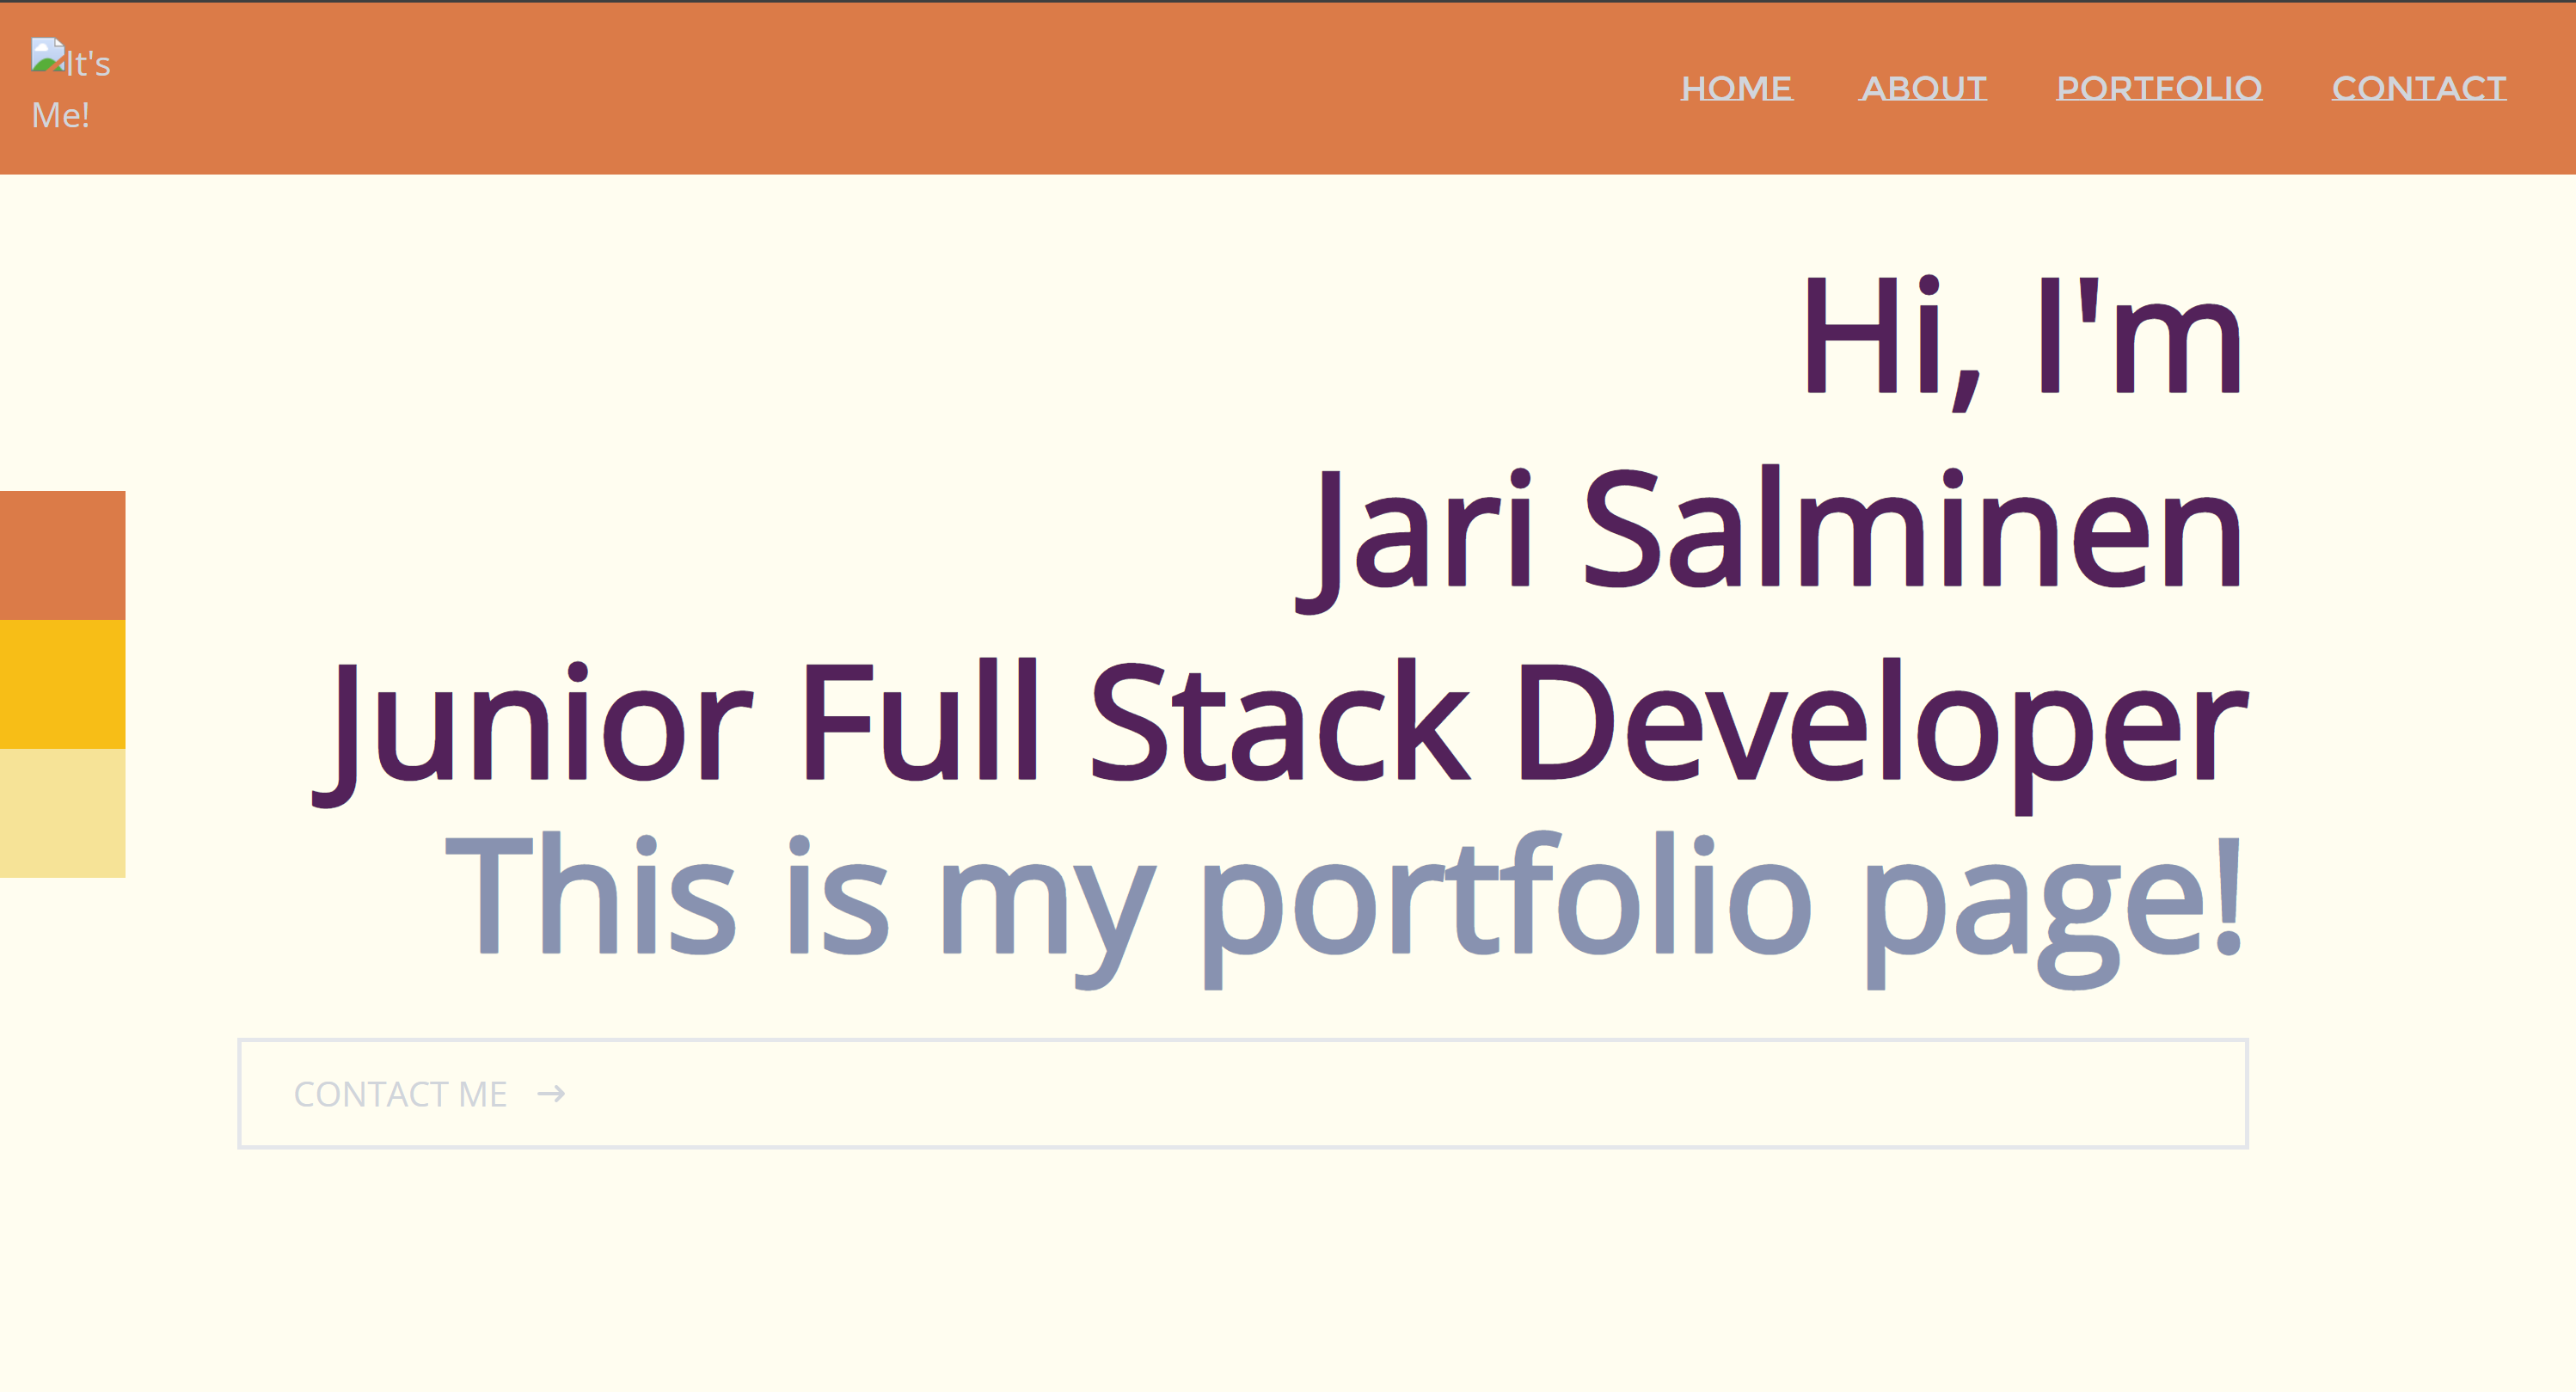 It's
Me!
HOME ABOUT PORTFOLIO CONTACT
Hi, I'm
Jari Salminen
Junior Full Stack Developer
This is my portfolio page!
CONTACT ME →